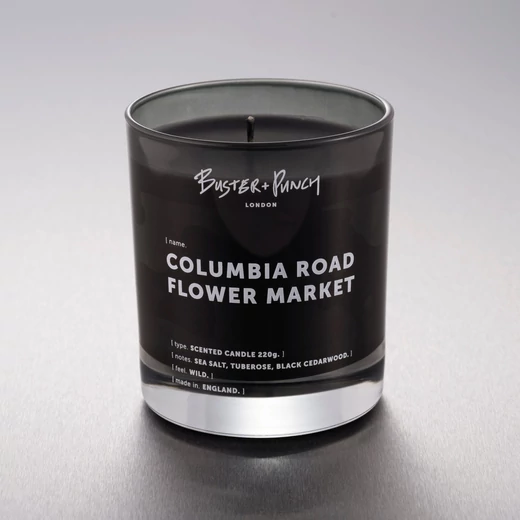 BUSTER + PUNCH
LONDON
| name.
COLUMBIA ROAD
FLOWER MARKET
[ type. SCENTED CANDLE 220g. ]
| notes. SEA SALT, TUBEROSE, BLACK CEDARWOOD. |
| feel. WILD. |
| made in. ENGLAND. |